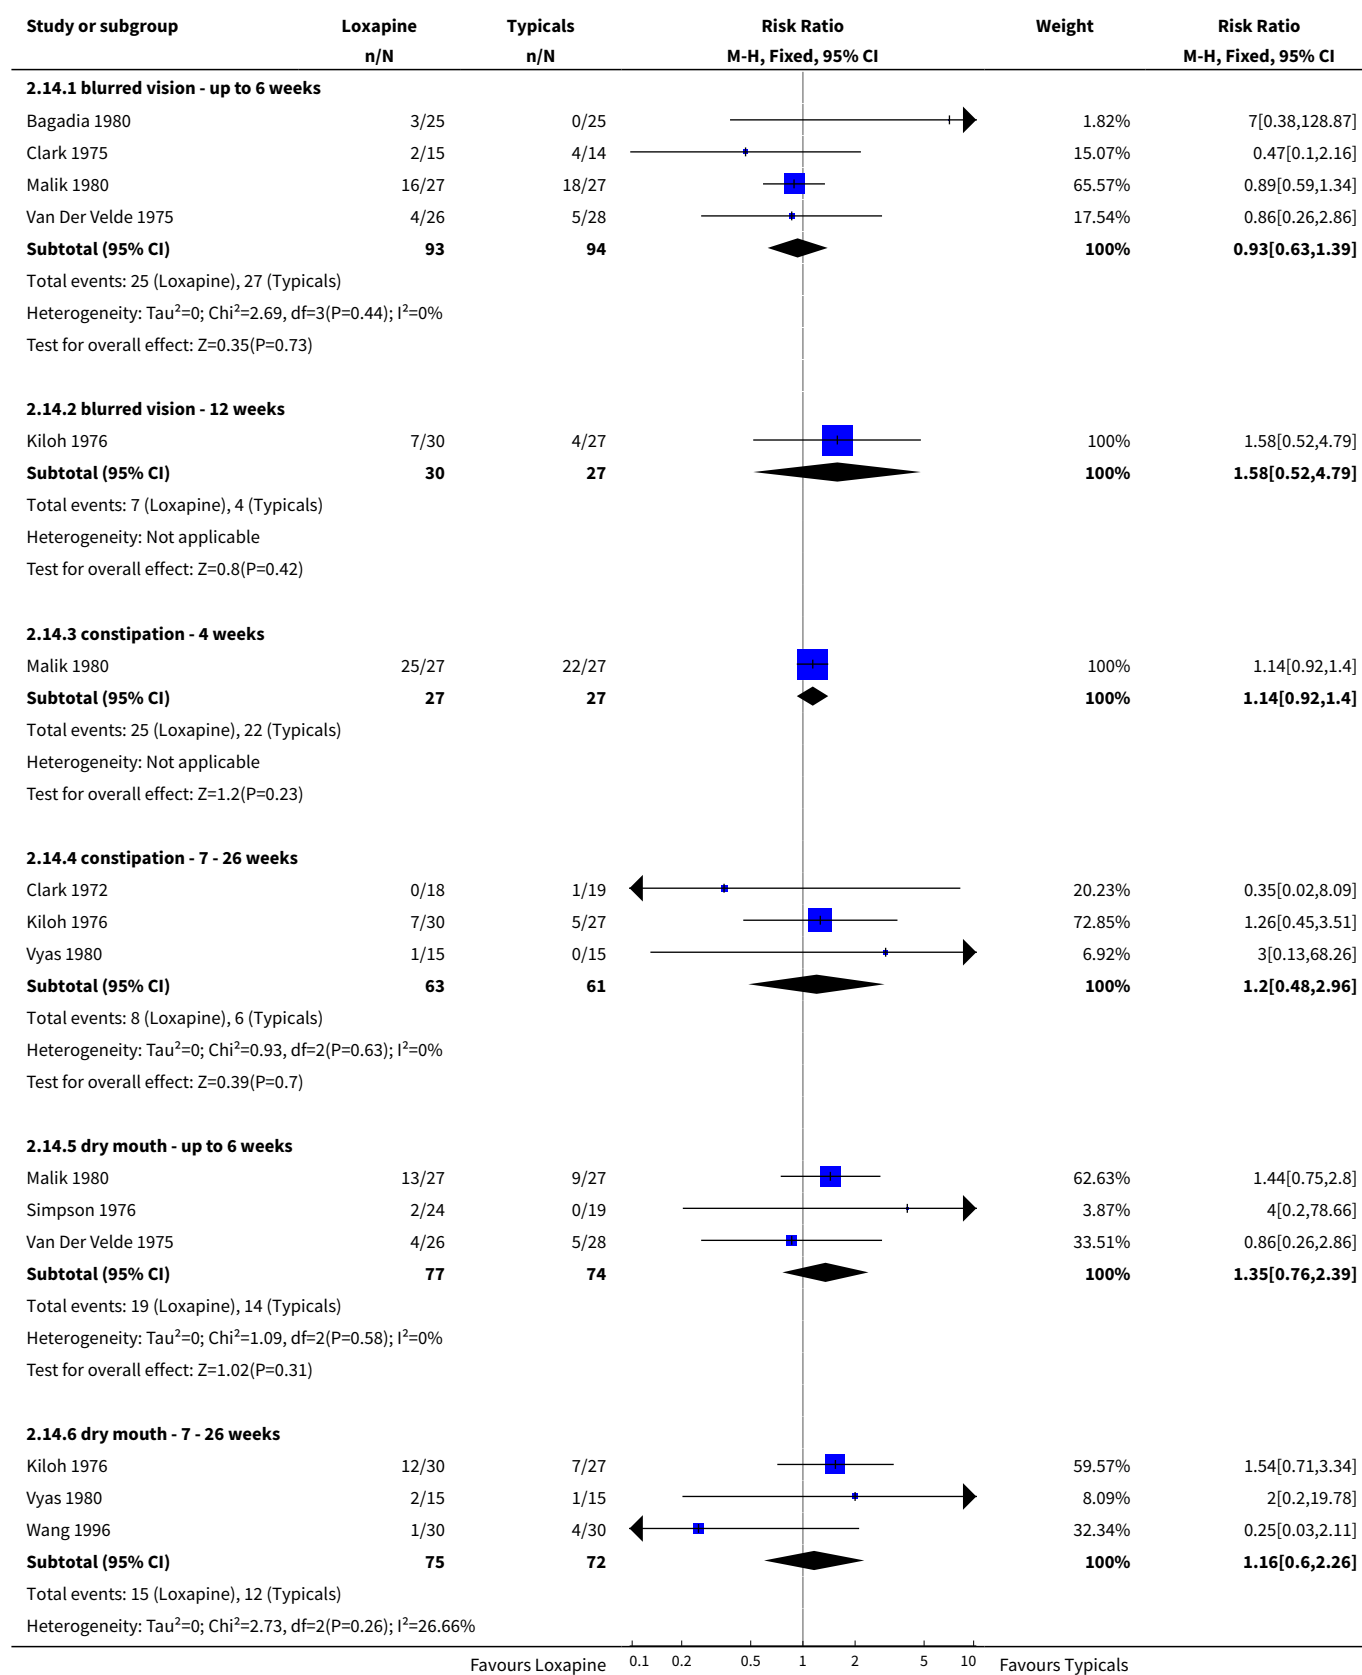 Study or subgroup Loxapine Typicals Risk Ratio Weight Risk Ratio
n/N n/N M-H, Fixed, 95% CI M-H, Fixed, 95% CI
2.14.1 blurred vision - up to 6 weeks
Bagadia 1980 3/25 0/25 1.82% 7[0.38,128.87]
Clark 1975 2/15 4/14 15.07% 0.47[0.1,2.16]
Malik 1980 16/27 18/27 65.57% 0.89[0.59,1.34]
Van Der Velde 1975 4/26 5/28 17.54% 0.86[0.26,2.86]
Subtotal (95% CI) 93 94 100% 0.93[0.63,1.39]
Total events: 25 (Loxapine), 27 (Typicals)
Heterogeneity: Tau²=0; Chi²=2.69, df=3(P=0.44); I²=0%
Test for overall effect: Z=0.35(P=0.73)
2.14.2 blurred vision - 12 weeks
Kiloh 1976 7/30 4/27 100% 1.58[0.52,4.79]
Subtotal (95% CI) 30 27 100% 1.58[0.52,4.79]
Total events: 7 (Loxapine), 4 (Typicals)
Heterogeneity: Not applicable
Test for overall effect: Z=0.8(P=0.42)
2.14.3 constipation - 4 weeks
Malik 1980 25/27 22/27 100% 1.14[0.92,1.4]
Subtotal (95% CI) 27 27 100% 1.14[0.92,1.4]
Total events: 25 (Loxapine), 22 (Typicals)
Heterogeneity: Not applicable
Test for overall effect: Z=1.2(P=0.23)
2.14.4 constipation - 7 - 26 weeks
Clark 1972 0/18 1/19 20.23% 0.35[0.02,8.09]
Kiloh 1976 7/30 5/27 72.85% 1.26[0.45,3.51]
Vyas 1980 1/15 0/15 6.92% 3[0.13,68.26]
Subtotal (95% CI) 63 61 100% 1.2[0.48,2.96]
Total events: 8 (Loxapine), 6 (Typicals)
Heterogeneity: Tau²=0; Chi²=0.93, df=2(P=0.63); I²=0%
Test for overall effect: Z=0.39(P=0.7)
2.14.5 dry mouth - up to 6 weeks
Malik 1980 13/27 9/27 62.63% 1.44[0.75,2.8]
Simpson 1976 2/24 0/19 3.87% 4[0.2,78.66]
Van Der Velde 1975 4/26 5/28 33.51% 0.86[0.26,2.86]
Subtotal (95% CI) 77 74 100% 1.35[0.76,2.39]
Total events: 19 (Loxapine), 14 (Typicals)
Heterogeneity: Tau²=0; Chi²=1.09, df=2(P=0.58); I²=0%
Test for overall effect: Z=1.02(P=0.31)
2.14.6 dry mouth - 7 - 26 weeks
Kiloh 1976 12/30 7/27 59.57% 1.54[0.71,3.34]
Vyas 1980 2/15 1/15 8.09% 2[0.2,19.78]
Wang 1996 1/30 4/30 32.34% 0.25[0.03,2.11]
Subtotal (95% CI) 75 72 100% 1.16[0.6,2.26]
Total events: 15 (Loxapine), 12 (Typicals)
Heterogeneity: Tau²=0; Chi²=2.73, df=2(P=0.26); I²=26.66%
Favours Loxapine 0.1 0.2 0.5 1 2 5 10 Favours Typicals